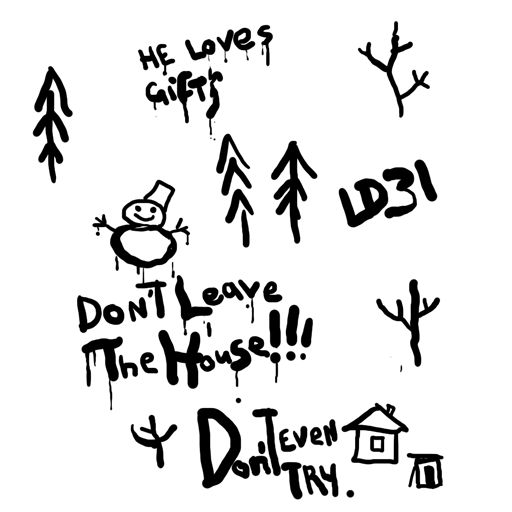 HE LOVES
GiFTS
LD31
DON'T Leave
The House!!!
Don't EVEN
TRY.